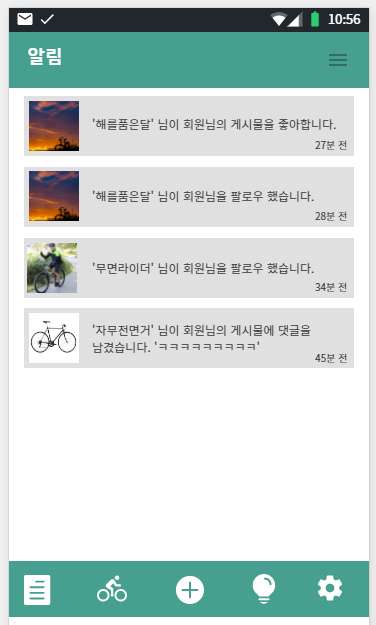 10:56
알림
'해를품은달' 님이 회원님의 게시물을 좋아합니다.
27분 전
'해를품은달' 님이 회원님을 팔로우 했습니다.
28분 전
'무면라이더' 님이 회원님을 팔로우 했습니다.
34분 전
'자무전면거' 님이 회원님의 게시물에 댓글을
남겼습니다. 'ㅋㅋㅋㅋㅋㅋㅋㅋㅋ'
45분 전